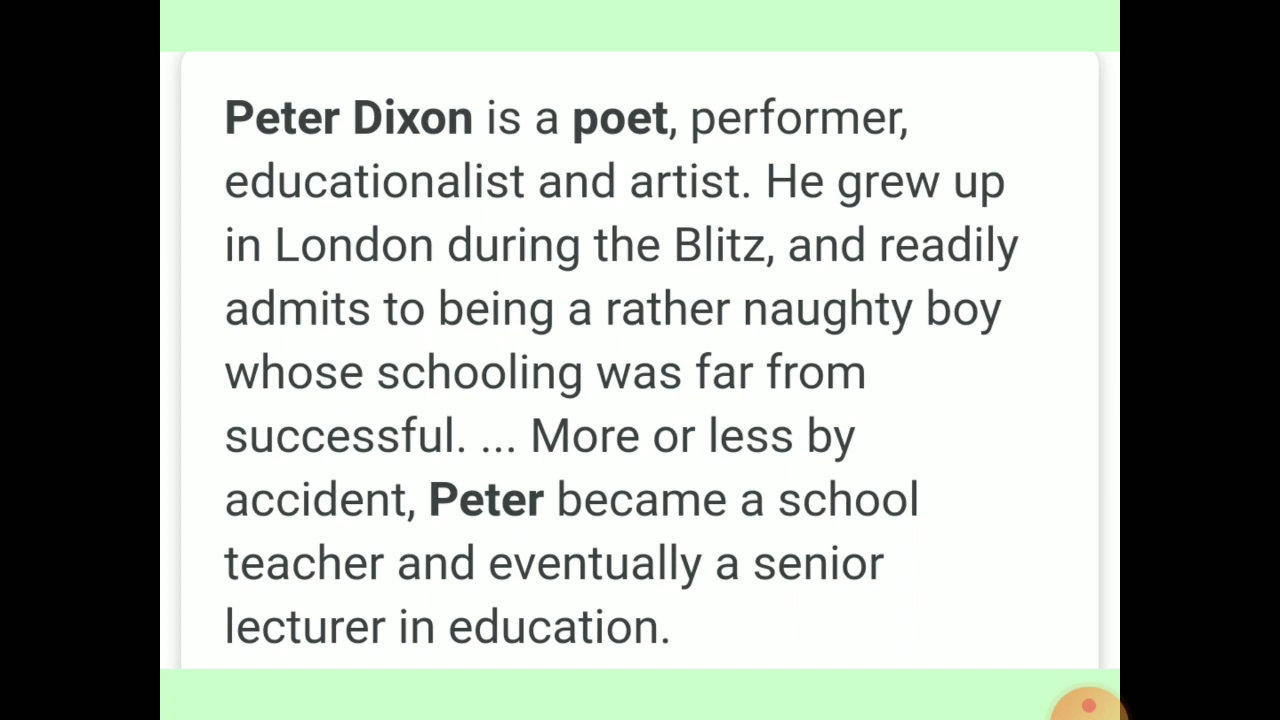 Peter Dixon is a poet, performer,
educationalist and artist. He grew up
in London during the Blitz, and readily
admits to being a rather naughty boy
whose schooling was far from
successful. ... More or less by
accident, Peter became a school
teacher and eventually a senior
lecturer in education.